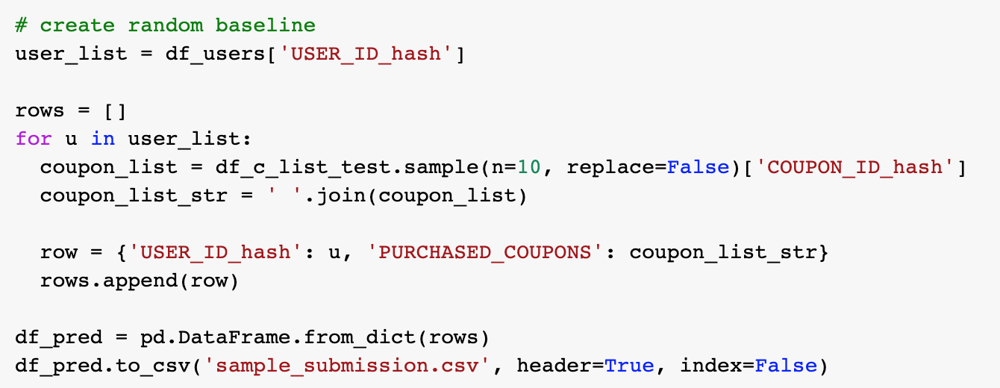 # create random baseline
user_list = df_users['USER_ID_hash']

rows = []
for u in user_list:
  coupon_list = df_c_list_test.sample(n=10, replace=False)['COUPON_ID_hash']
  coupon_list_str = ' '.join(coupon_list)

  row = {'USER_ID_hash': u, 'PURCHASED_COUPONS': coupon_list_str}
  rows.append(row)

df_pred = pd.DataFrame.from_dict(rows)
df_pred.to_csv('sample_submission.csv', header=True, index=False)